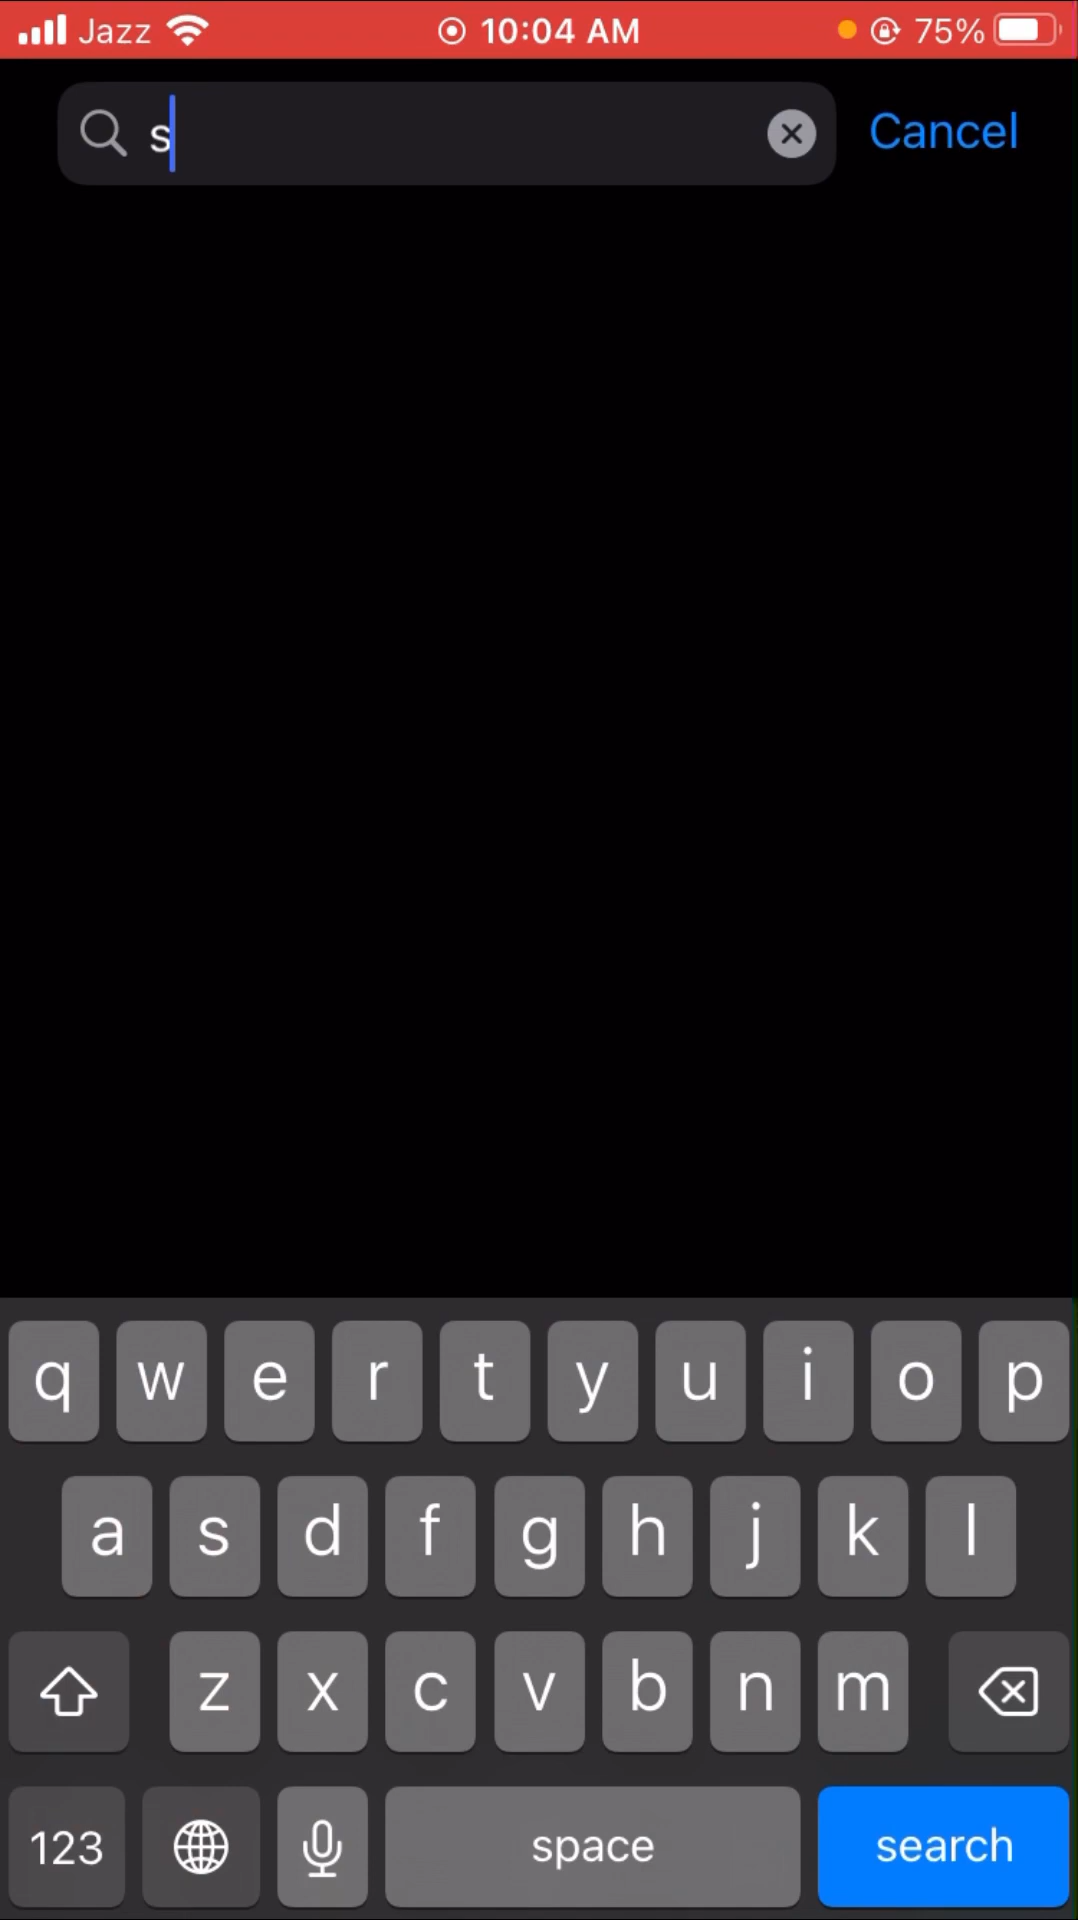 Jazz 10:04 AM 75%
s Cancel
q w e r t y u i o p
a s d f g h j k l
z x c v b n m
123 space search